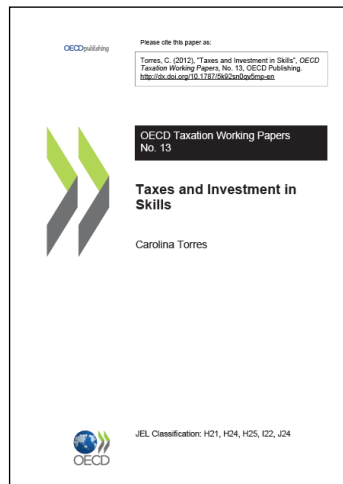 OECDpublishing
Please cite this paper as:
Torres, C. (2012), "Taxes and Investment in Skills", OECD
Taxation Working Papers, No. 13, OECD Publishing.
http://dx.doi.org/10.1787/5k92sn0qv5mp-en
OECD Taxation Working Papers
No. 13
Taxes and Investment in
Skills
Carolina Torres
JEL Classification: H21, H24, H25, I22, J24
OECD